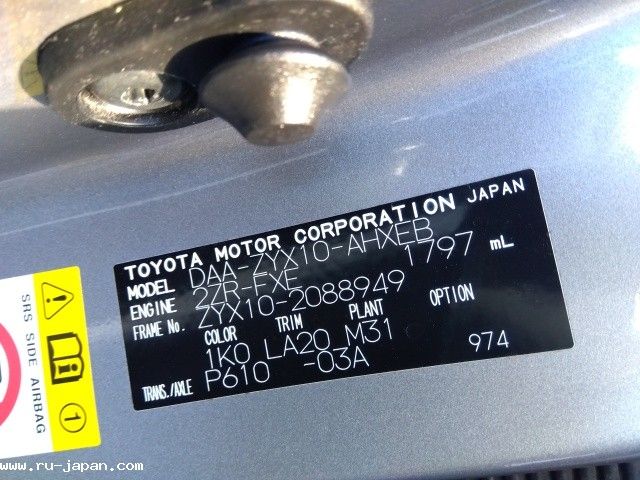 TOYOTA MOTOR CORPORATION JAPAN
MODEL DAA-ZYX10-AHXEB
ENGINE 2ZR-FXE 1797 mL
FRAME No. ZYX10-2088949
COLOR TRIM PLANT OPTION
1K0 LA20 M31
TRANS./AXLE P610 -03A 974
SRS SIDE AIRBAG
1
www.ru-japan.com